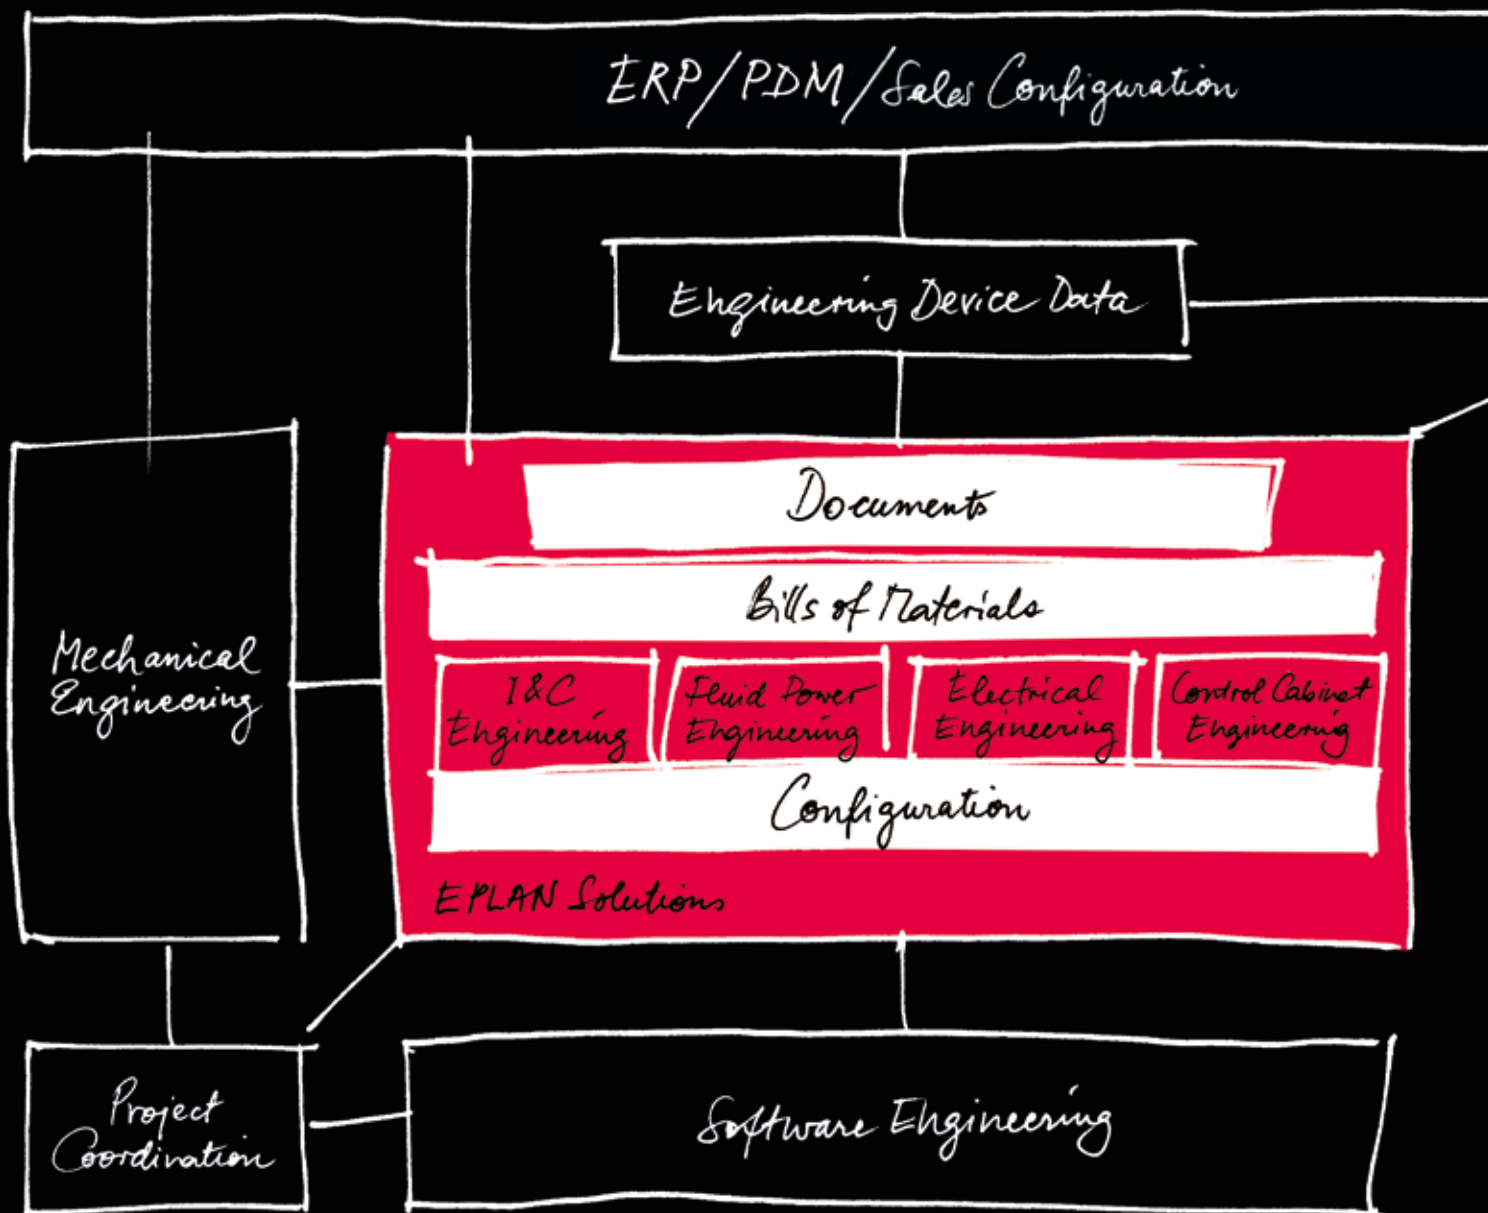 ERP/PDM/Sales Configuration
Engineering Device Data
Documents
Bills of Materials
Mechanical
Engineering
I&C
Engineering
Fluid Power
Engineering
Electrical
Engineering
Control Cabinet
Engineering
Configuration
EPLAN Solutions
Project
Coordination
Software Engineering